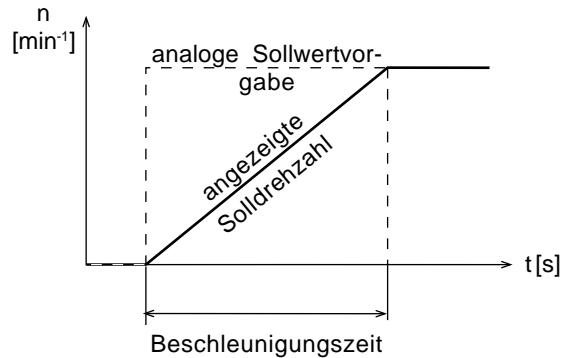 n
[min⁻¹]
analoge Sollwertvor-
gabe
angezeigte
Solldrehzahl
t[s]
Beschleunigungszeit